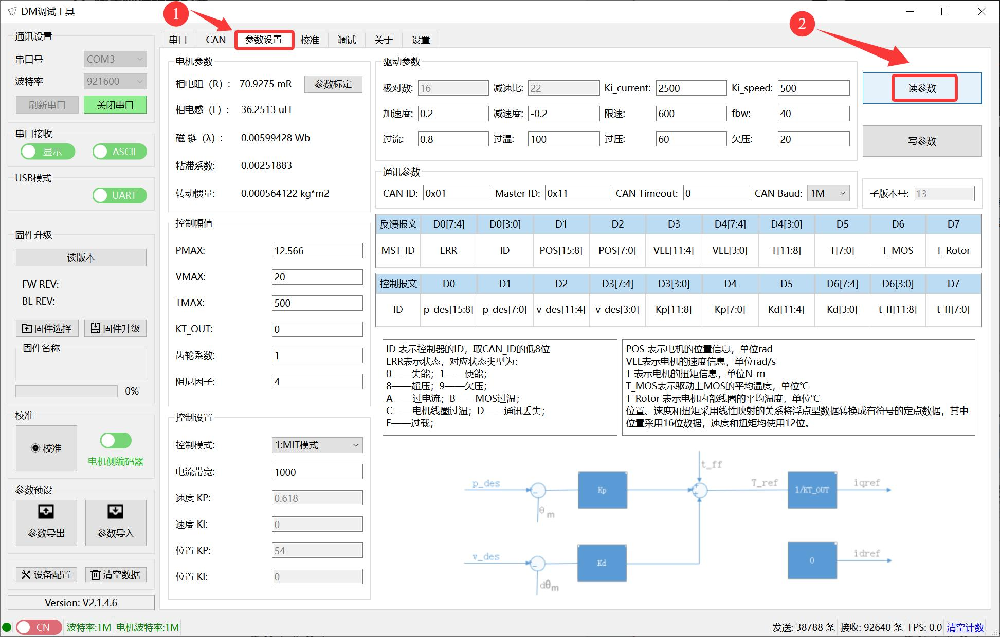 DM调试工具
1
2
通讯设置
串口号 COM3
波特率 921600
刷新串口 关闭串口
串口接收
显示 ASCII
USB模式
UART
固件升级
读版本
FW REV:
BL REV:
固件选择 固件升级
固件名称
0%
校准
校准
电机侧编码器
参数预设
参数导出 参数导入
设备配置 清空数据
Version: V2.1.4.6
串口 CAN 参数设置 校准 调试 关于 设置
电机参数
相电阻（R）: 70.9275 mR 参数标定
相电感（L）: 36.2513 uH
磁 链（λ）: 0.00599428 Wb
粘滞系数: 0.00251883
转动惯量: 0.000564122 kg*m2
控制幅值
PMAX: 12.566
VMAX: 20
TMAX: 500
KT_OUT: 0
齿轮系数: 1
阻尼因子: 4
控制设置
控制模式: 1:MIT模式
电流带宽: 1000
速度 KP: 0.618
速度 KI: 0
位置 KP: 54
位置 KI: 0
驱动参数
极对数: 16 减速比: 22 Ki_current: 2500 Ki_speed: 500
加速度: 0.2 减速度: -0.2 限速: 600 fbw: 40
过流: 0.8 过温: 100 过压: 60 欠压: 20
读参数
写参数
通讯参数
CAN ID: 0x01 Master ID: 0x11 CAN Timeout: 0 CAN Baud: 1M
子版本号: 13
反馈报文 D0[7:4] D0[3:0] D1 D2 D3 D4[7:4] D4[3:0] D5 D6 D7
MST_ID ERR ID POS[15:8] POS[7:0] VEL[11:4] VEL[3:0] T[11:8] T[7:0] T_MOS T_Rotor
控制报文 D0 D1 D2 D3[7:4] D3[3:0] D4 D5 D6[7:4] D6[3:0] D7
ID p_des[15:8] p_des[7:0] v_des[11:4] v_des[3:0] Kp[11:8] Kp[7:0] Kd[11:4] Kd[3:0] t_ff[11:8] t_ff[7:0]
ID 表示控制器的ID，取CAN_ID的低8位
ERR表示状态，对应状态类型为：
0——失能；1——使能；
8——超压；9——欠压；
A——过电流；B——MOS过温；
C——电机线圈过温；D——通讯丢失；
E——过载；
POS 表示电机的位置信息，单位rad
VEL表示电机的速度信息，单位rad/s
T 表示电机的扭矩信息，单位N-m
T_MOS表示驱动上MOS的平均温度，单位℃
T_Rotor 表示电机内部线圈的平均温度，单位℃
位置、速度和扭矩采用线性映射的关系将浮点型数据转换成有符号的定点数据，其中
位置采用16位数据，速度和扭矩均使用12位。
t_ff
p_des Kp T_ref 1/KT_OUT iqref
θm
v_des Kd 0 idref
dθm
CN 波特率:1M 电机波特率:1M
发送: 38788 条 接收: 92640 条 FPS: 0.0 清空计数